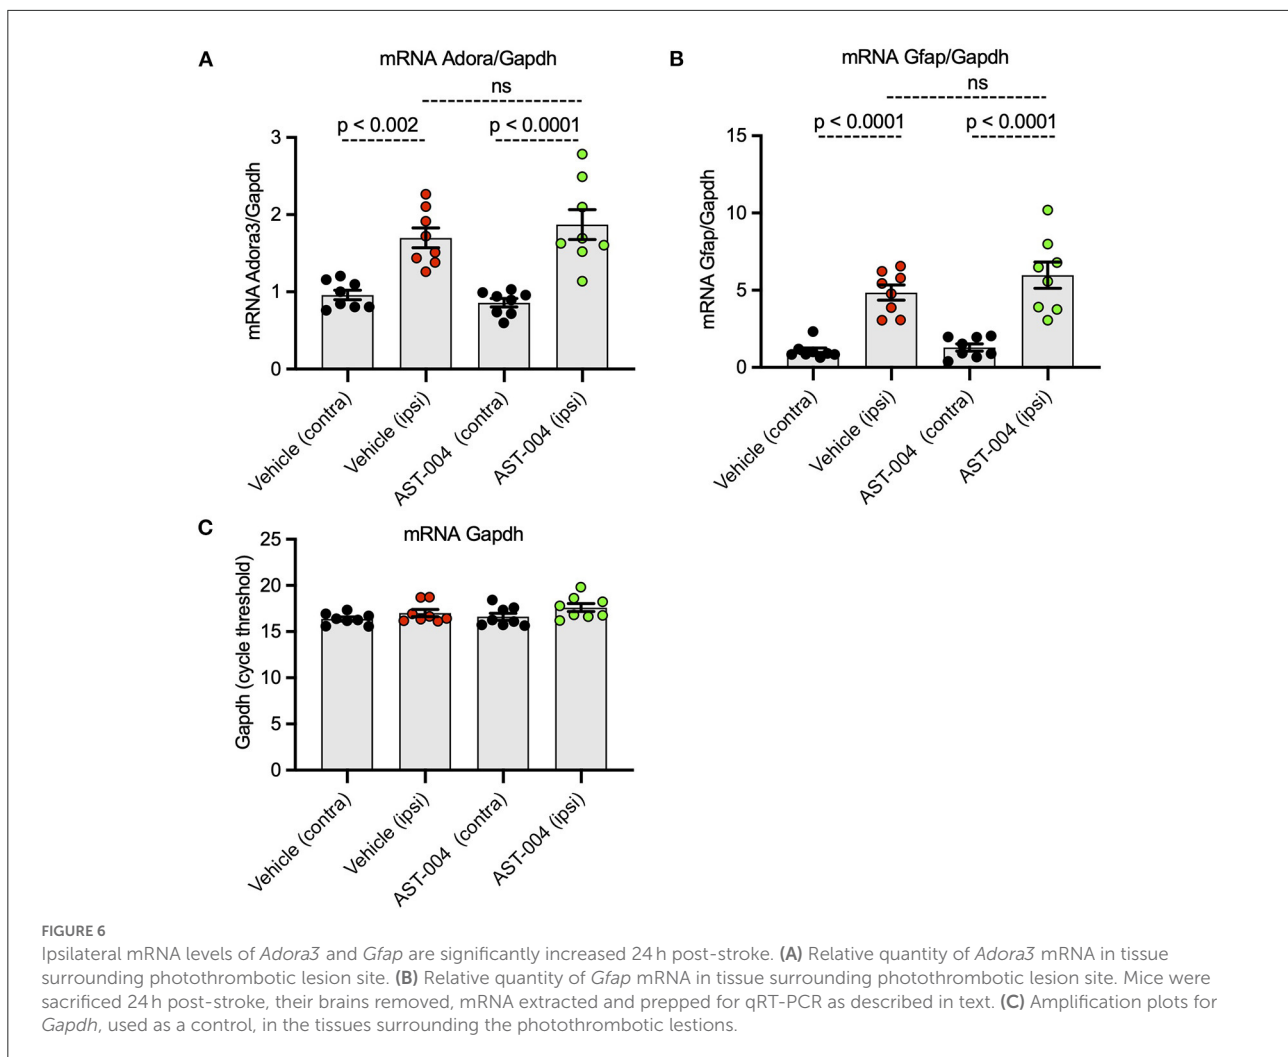 A
mRNA Adora/Gapdh
ns
p < 0.002
p < 0.0001
mRNA Adora3/Gapdh
3
2
1
0
Vehicle (contra)
Vehicle (ipsi)
AST-004 (contra)
AST-004 (ipsi)
B
mRNA Gfap/Gapdh
ns
p < 0.0001
p < 0.0001
mRNA Gfap/Gapdh
15
10
5
0
Vehicle (contra)
Vehicle (ipsi)
AST-004 (contra)
AST-004 (ipsi)
C
mRNA Gapdh
Gapdh (cycle threshold)
25
20
15
10
5
0
Vehicle (contra)
Vehicle (ipsi)
AST-004 (contra)
AST-004 (ipsi)
FIGURE 6
Ipsilateral mRNA levels of Adora3 and Gfap are significantly increased 24 h post-stroke. (A) Relative quantity of Adora3 mRNA in tissue
surrounding photothrombotic lesion site. (B) Relative quantity of Gfap mRNA in tissue surrounding photothrombotic lesion site. Mice were
sacrificed 24 h post-stroke, their brains removed, mRNA extracted and prepped for qRT-PCR as described in text. (C) Amplification plots for
Gapdh, used as a control, in the tissues surrounding the photothrombotic lestions.